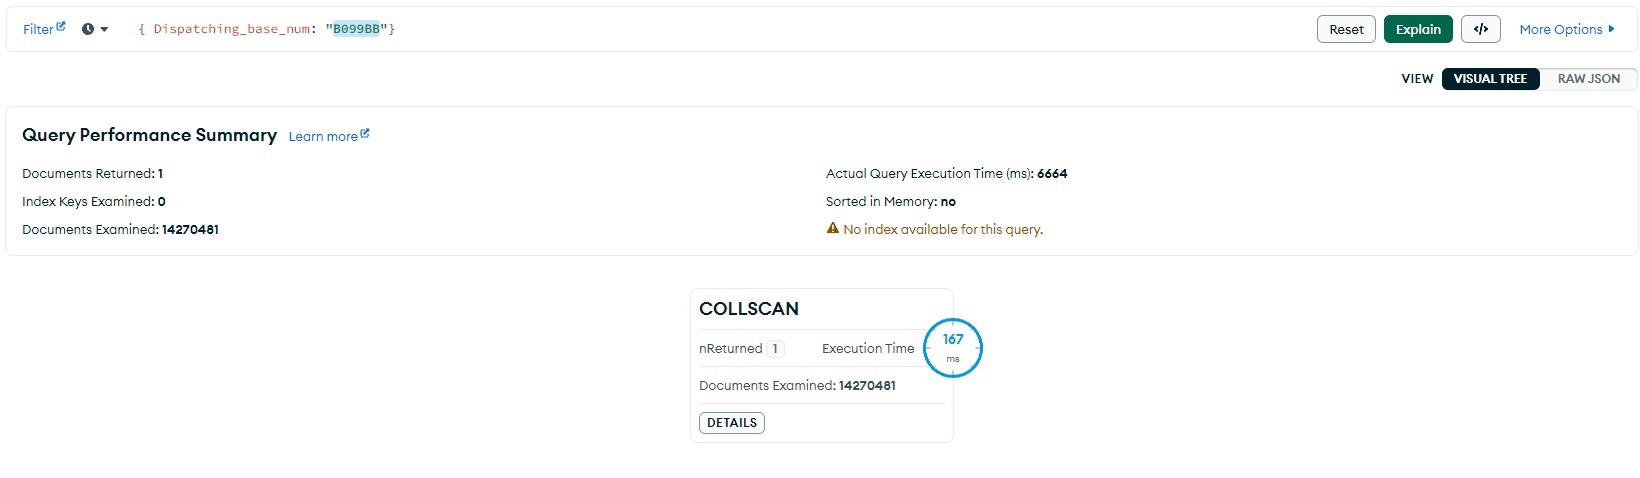 Filter { Dispatching_base_num: "B099BB"} Reset Explain </> More Options
VIEW VISUAL TREE RAW JSON
Query Performance Summary Learn more
Documents Returned: 1 Actual Query Execution Time (ms): 6664
Index Keys Examined: 0 Sorted in Memory: no
Documents Examined: 14270481 No index available for this query.
COLLSCAN
nReturned 1 Execution Time 167 ms
Documents Examined: 14270481
DETAILS